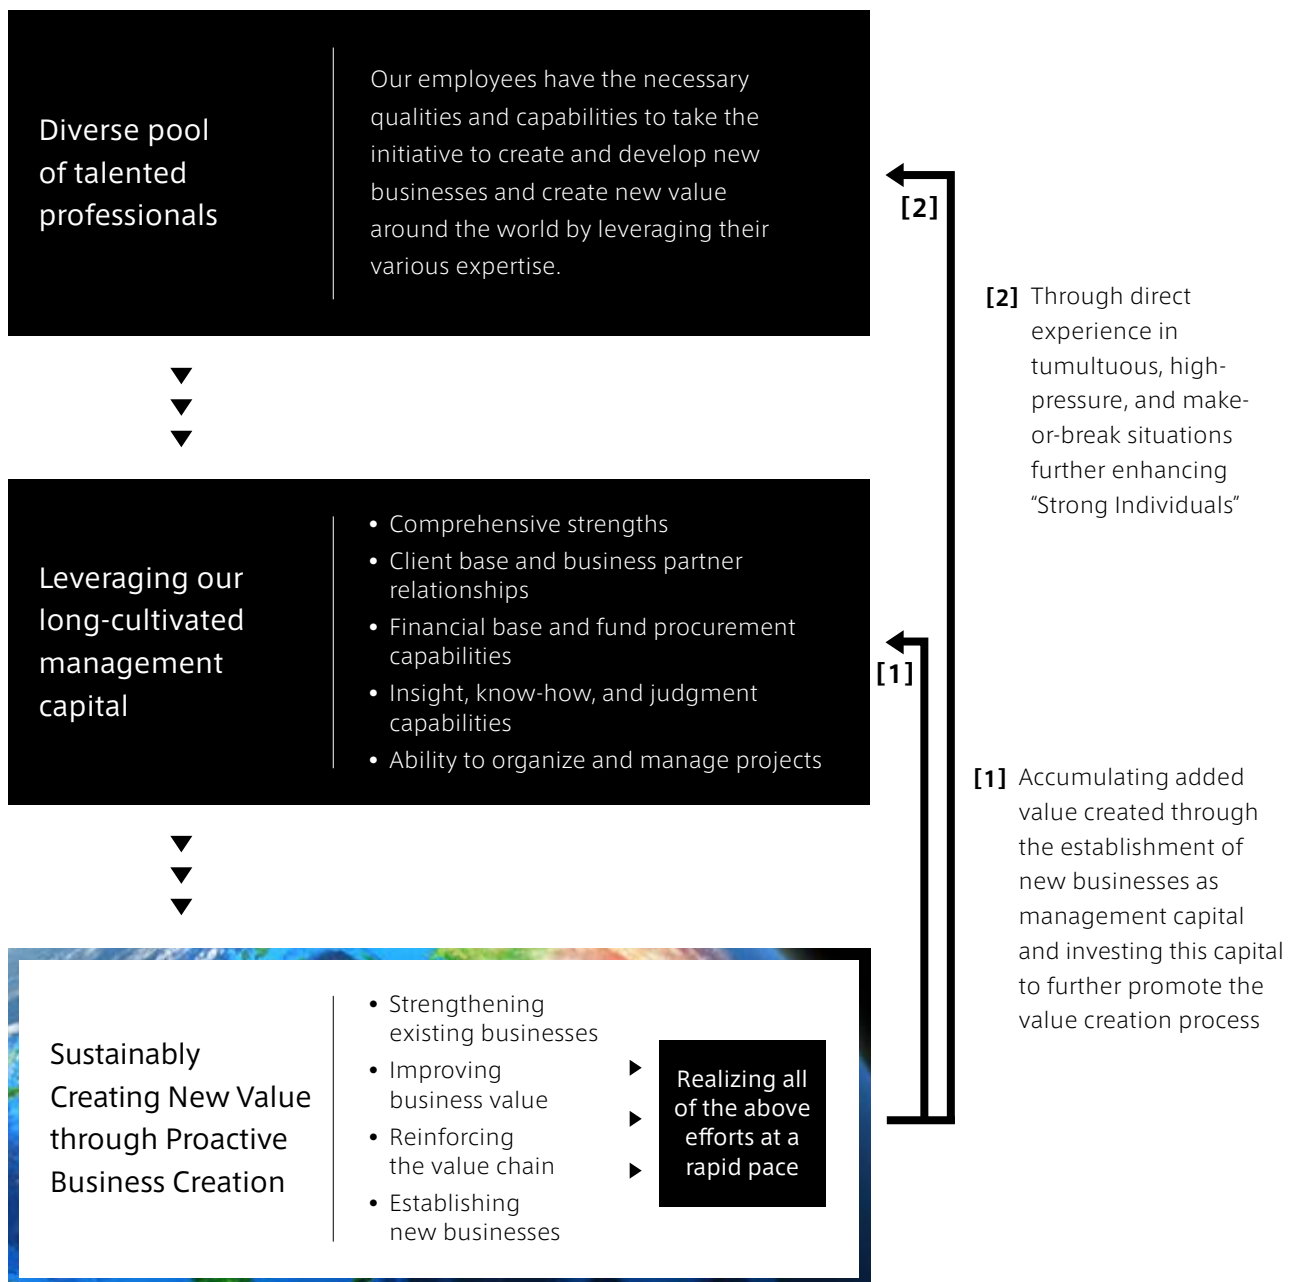 Diverse pool
of talented
professionals
Our employees have the necessary
qualities and capabilities to take the
initiative to create and develop new
businesses and create new value
around the world by leveraging their
various expertise.
[2]
[2] Through direct
experience in
tumultuous, high-
pressure, and make-
or-break situations
further enhancing
“Strong Individuals”
Leveraging our
long-cultivated
management
capital
• Comprehensive strengths
• Client base and business partner
relationships
• Financial base and fund procurement
capabilities
• Insight, know-how, and judgment
capabilities
• Ability to organize and manage projects
[1]
[1] Accumulating added
value created through
the establishment of
new businesses as
management capital
and investing this capital
to further promote the
value creation process
Sustainably
Creating New Value
through Proactive
Business Creation
• Strengthening
existing businesses
• Improving
business value
• Reinforcing
the value chain
• Establishing
new businesses
Realizing all
of the above
efforts at a
rapid pace